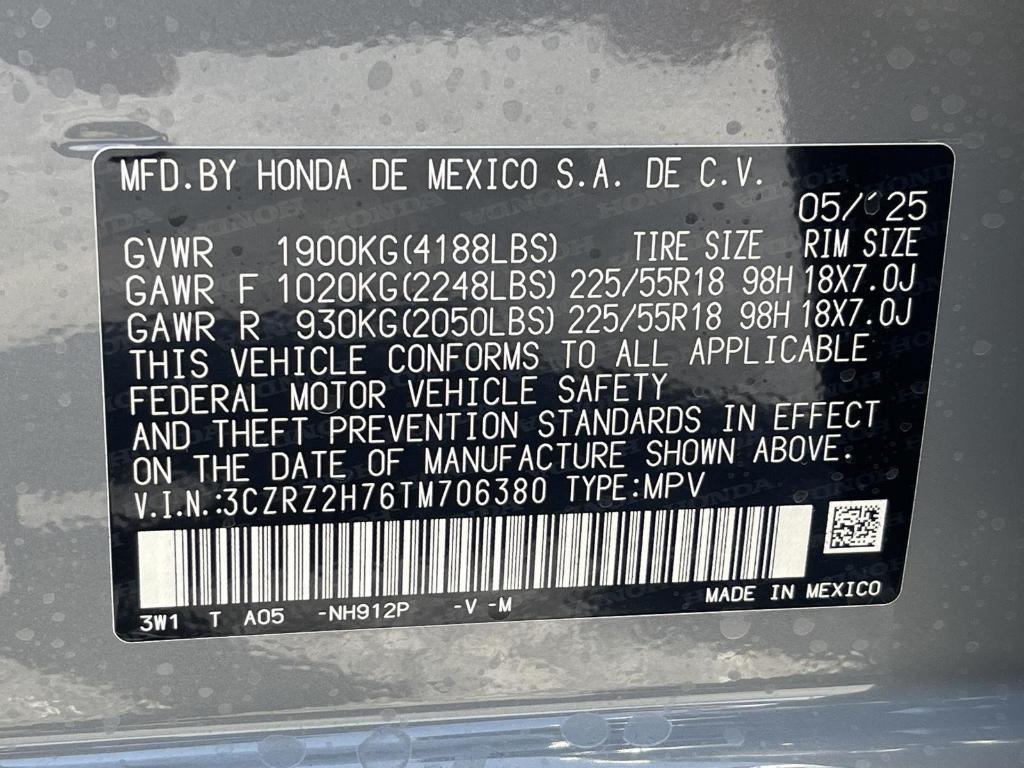 MFD.BY HONDA DE MEXICO S.A. DE C.V.
05/'25
GVWR 1900KG(4188LBS) TIRE SIZE RIM SIZE
GAWR F 1020KG(2248LBS) 225/55R18 98H 18X7.0J
GAWR R 930KG(2050LBS) 225/55R18 98H 18X7.0J
THIS VEHICLE CONFORMS TO ALL APPLICABLE
FEDERAL MOTOR VEHICLE SAFETY
AND THEFT PREVENTION STANDARDS IN EFFECT
ON THE DATE OF MANUFACTURE SHOWN ABOVE.
V.I.N.:3CZRZ2H76TM706380 TYPE:MPV
3W1 T A05 -NH912P -V -M MADE IN MEXICO